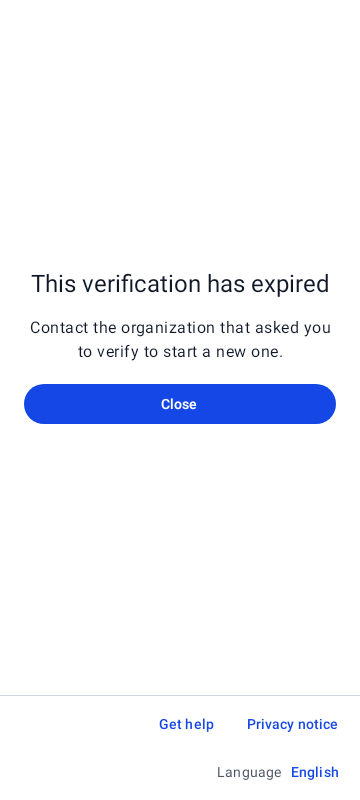 This verification has expired
Contact the organization that asked you
to verify to start a new one.
Close
Get help Privacy notice
Language English